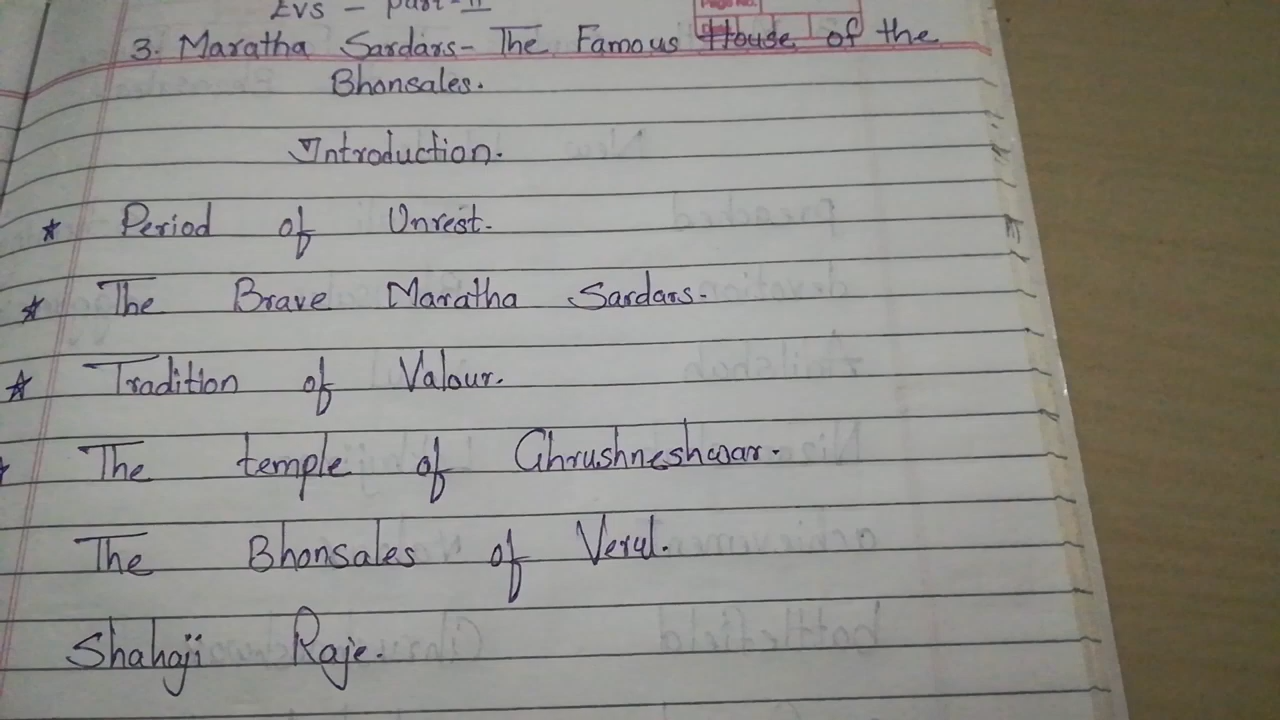 EVS - part-II
3. Maratha Sardars- The Famous House of the
Bhonsales.
Introduction.
★ Period of Unrest.
★ The Brave Maratha Sardars.
★ Tradition of Valour.
★ The temple of Ghrushneshwar.
The Bhonsales of Verul.
Shahaji Raje.